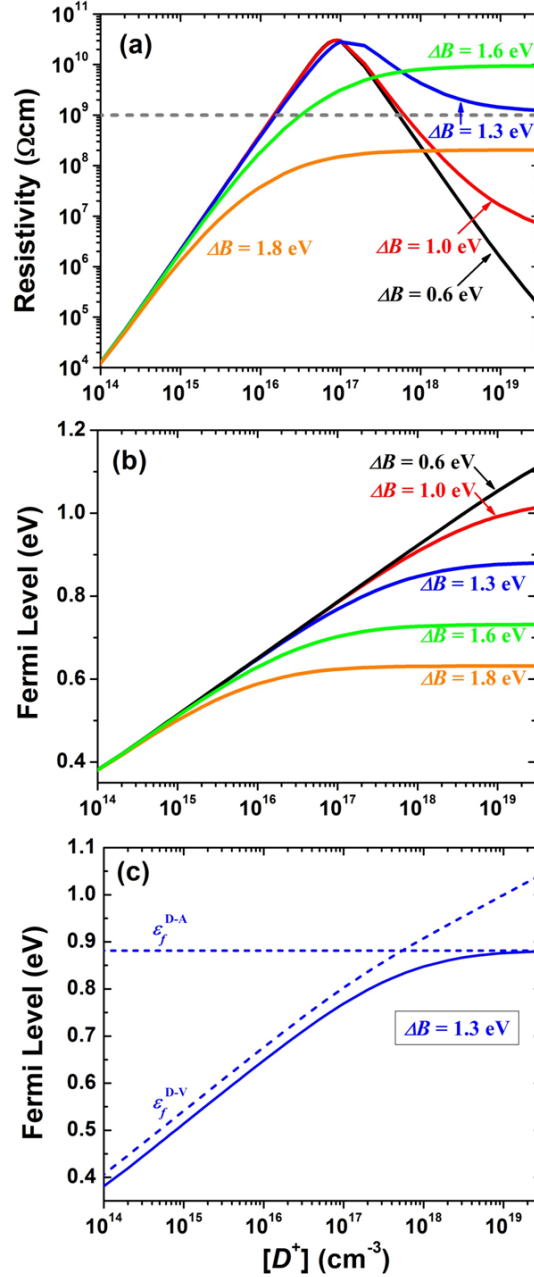 (a)
10¹¹
10¹⁰
10⁹
10⁸
10⁷
10⁶
10⁵
10⁴
Resistivity (Ωcm)
ΔB = 1.6 eV
ΔB = 1.3 eV
ΔB = 1.8 eV
ΔB = 1.0 eV
ΔB = 0.6 eV
10¹⁴ 10¹⁵ 10¹⁶ 10¹⁷ 10¹⁸ 10¹⁹
(b)
1.2
1.0
0.8
0.6
0.4
Fermi Level (eV)
ΔB = 0.6 eV
ΔB = 1.0 eV
ΔB = 1.3 eV
ΔB = 1.6 eV
ΔB = 1.8 eV
10¹⁴ 10¹⁵ 10¹⁶ 10¹⁷ 10¹⁸ 10¹⁹
(c)
1.1
1.0
0.9
0.8
0.7
0.6
0.5
0.4
Fermi Level (eV)
ε_f^D-A
ΔB = 1.3 eV
ε_f^D-V
10¹⁴ 10¹⁵ 10¹⁶ 10¹⁷ 10¹⁸ 10¹⁹
[D⁺] (cm⁻³)